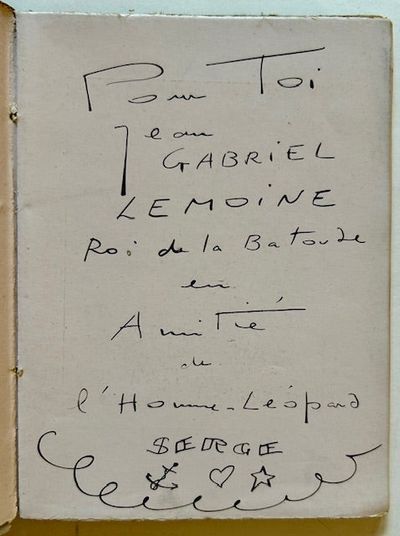 Pour Toi
Jean
GABRIEL
LEMOINE
Roi de la Batoude
en
Amitié
de
l'Homme-Léopard
SERGE